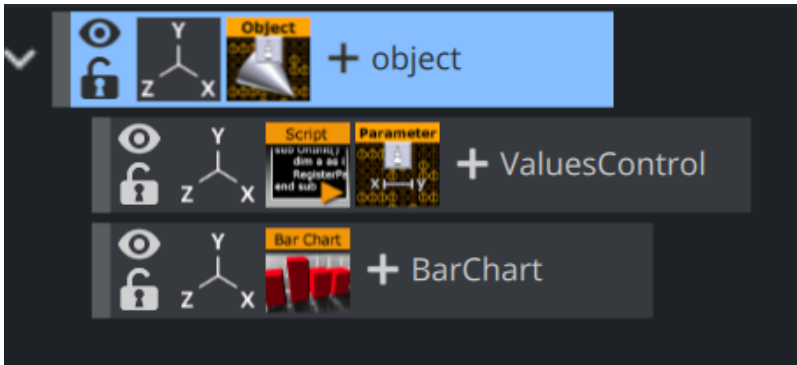 Y
Z X
Object
object
Y
Z X
Script
sub OnInit()
dim a as i
RegisterPa
end sub
Parameter
x y
ValuesControl
Y
Z X
Bar Chart
BarChart